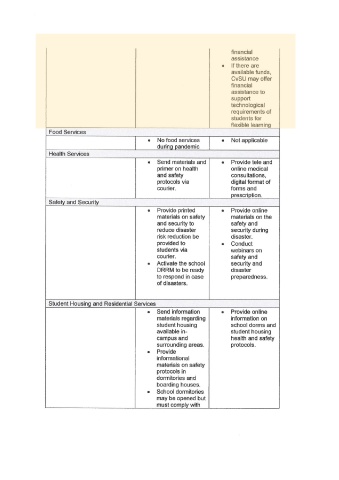 financial
assistance
• If there are
available funds,
CvSU may offer
financial
assistance to
support
technological
requirements of
students for
flexible learning
Food Services
• No food services
during pandemic
• Not applicable
Health Services
• Send materials and
primer on health
and safety
protocols via
courier.
• Provide tele and
online medical
consultations,
digital format of
forms and
prescription.
Safety and Security
• Provide printed
materials on safety
and security to
reduce disaster
risk reduction be
provided to
students via
courier.
• Activate the school
DRRM to be ready
to respond in case
of disasters.
• Provide online
materials on the
safety and
security during
disaster.
• Conduct
webinars on
safety and
security and
disaster
preparedness.
Student Housing and Residential Services
• Send information
materials regarding
student housing
available in-
campus and
surrounding areas.
• Provide
informational
materials on safety
protocols in
dormitories and
boarding houses.
• School dormitories
may be opened but
must comply with
• Provide online
information on
school dorms and
student housing
health and safety
protocols.